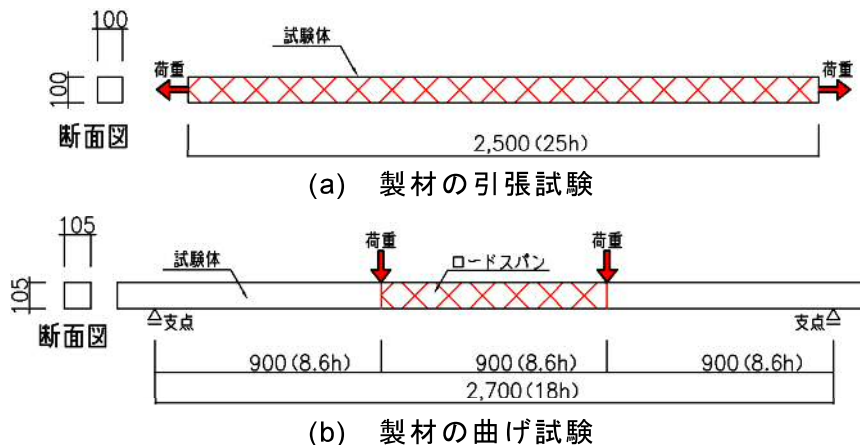 100
試験体
荷重
荷重
100
断面図
2,500(25h)
(a) 製材の引張試験
105
荷重
荷重
試験体
ロードスパン
105
断面図
支点
支点
900(8.6h)
900(8.6h)
900(8.6h)
2,700(18h)
(b) 製材の曲げ試験